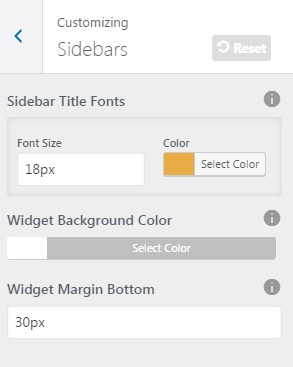 Customizing
Sidebars
Reset
Sidebar Title Fonts
Font Size
Color
18px
Select Color
Widget Background Color
Select Color
Widget Margin Bottom
30px